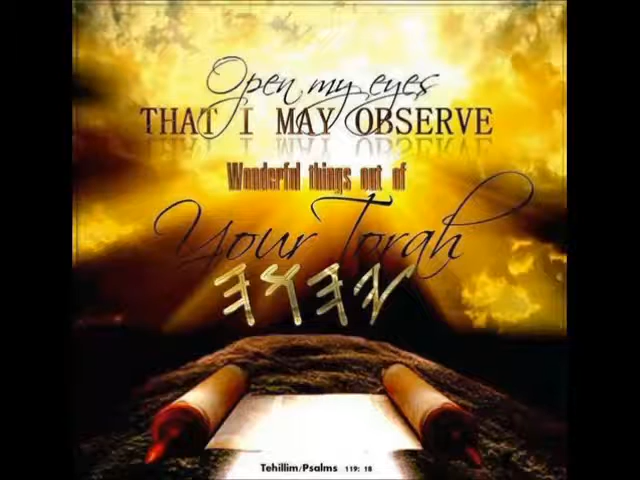 Open my eyes
THAT I MAY OBSERVE
Wonderful things out of
Your Torah
𐤉𐤄𐤅𐤄
Tehillim/Psalms 119: 18